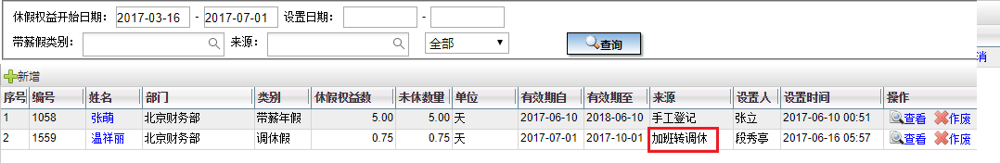 休假权益开始日期： 2017-03-16 - 2017-07-01 设置日期： -
带薪假类别： 来源： 全部 查询
消
新增
序号 编号 姓名 部门 类别 休假权益数 未休数量 单位 有效期自 有效期至 来源 设置人 设置时间 操作
1 1058 张萌 北京财务部 带薪年假 5.00 5.00 天 2017-06-10 2018-06-10 手工登记 张立 2017-06-10 00:51 查看 作废
2 1559 温祥丽 北京财务部 调休假 0.75 0.75 天 2017-07-01 2017-10-01 加班转调休 段秀亭 2017-06-16 05:57 查看 作废